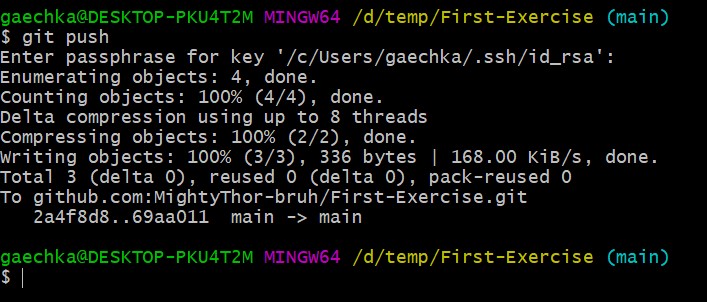 gaechka@DESKTOP-PKU4T2M MINGW64 /d/temp/First-Exercise (main)
$ git push
Enter passphrase for key '/c/Users/gaechka/.ssh/id_rsa':
Enumerating objects: 4, done.
Counting objects: 100% (4/4), done.
Delta compression using up to 8 threads
Compressing objects: 100% (2/2), done.
Writing objects: 100% (3/3), 336 bytes | 168.00 KiB/s, done.
Total 3 (delta 0), reused 0 (delta 0), pack-reused 0
To github.com:MightyThor-bruh/First-Exercise.git
   2a4f8d8..69aa011  main -> main

gaechka@DESKTOP-PKU4T2M MINGW64 /d/temp/First-Exercise (main)
$